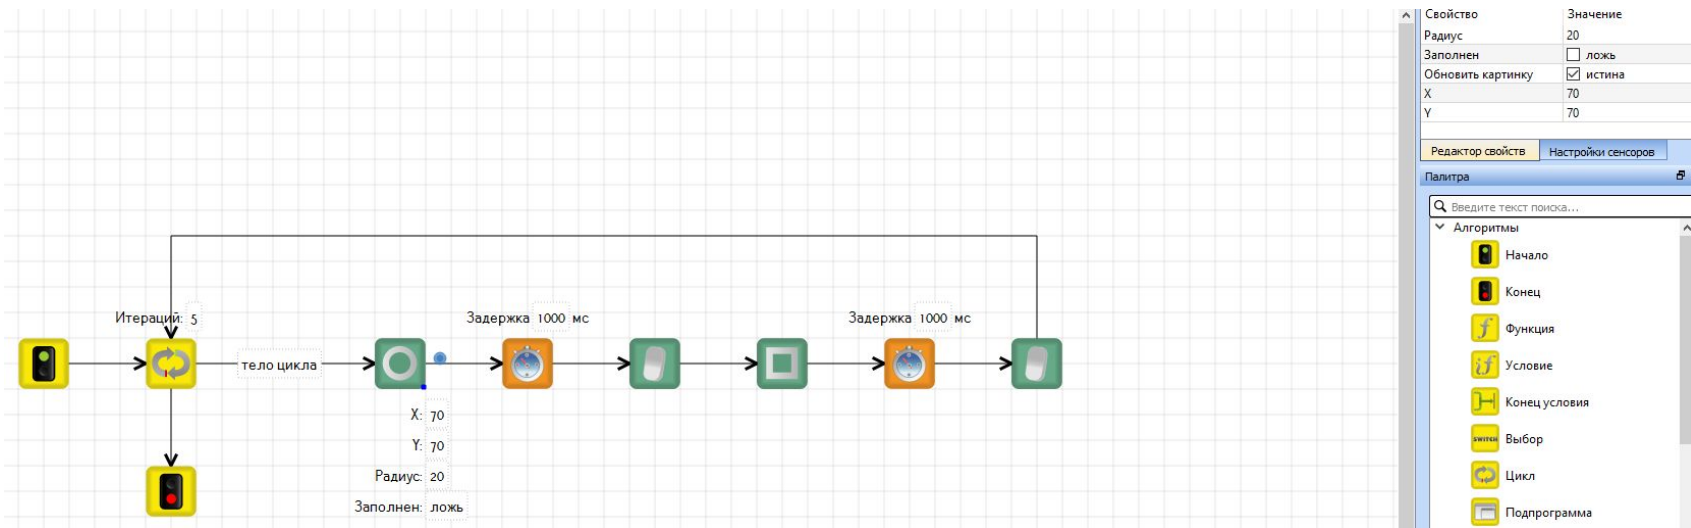 Итераций: 5
Задержка 1000 мс
Задержка 1000 мс
тело цикла
X: 70
Y: 70
Радиус: 20
Заполнен: ложь
Свойство Значение
Радиус 20
Заполнен ложь
Обновить картинку истина
X 70
Y 70
Редактор свойств Настройки сенсоров
Палитра
Введите текст поиска...
Алгоритмы
Начало
Конец
f Функция
if Условие
Конец условия
SWITCH Выбор
Цикл
Подпрограмма